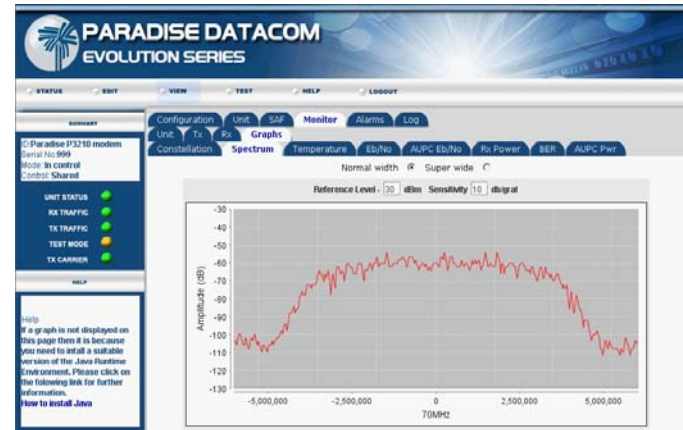 PARADISE DATACOM
EVOLUTION SERIES
STATUS EDIT VIEW TEST HELP LOGOUT
SUMMARY
ID:Paradise P3210 modem
Serial No:999
Mode: In control
Control: Shared
UNIT STATUS
RX TRAFFIC
TX TRAFFIC
TEST MODE
TX CARRIER
HELP
Help
If a graph is not displayed on
this page then it is because
you need to intall a suitable
version of the Java Runtime
Environment. Please click on
the folowing link for further
information.
How to install Java
Configuration Unit SAF Monitor Alarms Log
Unit Tx Rx Graphs
Constellation Spectrum Temperature Eb/No AUPC Eb/No Rx Power BER AUPC Pwr
Normal width Super wide
Reference Level - 30 dBm Sensitivity 10 db/grat
-30
-40
-50
-60
-70
-80
-90
-100
-110
-120
-130
Amplitude (dB)
-5,000,000 -2,500,000 0 2,500,000 5,000,000
70MHz